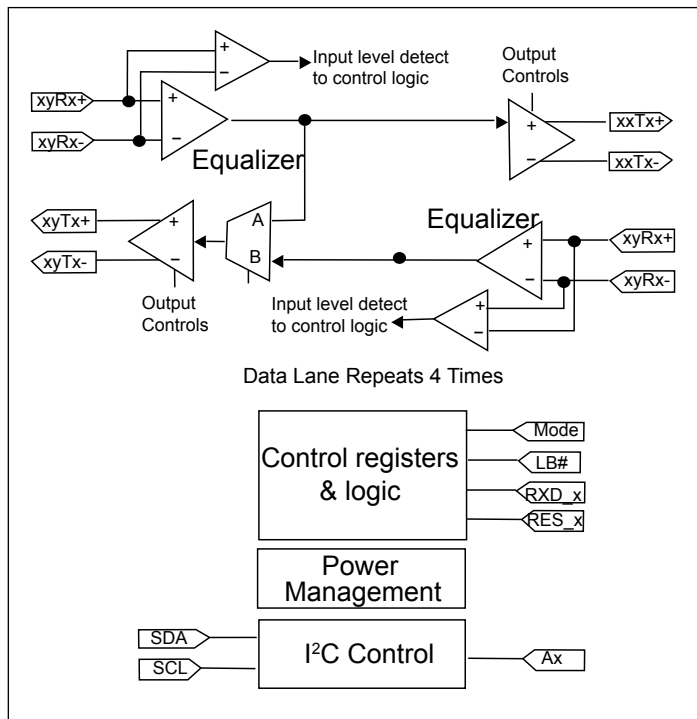 Input level detect
to control logic
Output
Controls
xyRx+
xyRx-
+
−
+
−
+
−
xxTx+
xxTx-
Equalizer
xyTx+
xyTx-
+
−
A
B
Equalizer
+
−
xyRx+
xyRx-
Output
Controls
Input level detect
to control logic
+
−
Data Lane Repeats 4 Times
Control registers
& logic
Mode
LB#
RXD_x
RES_x
Power
Management
SDA
SCL
I²C Control
Ax